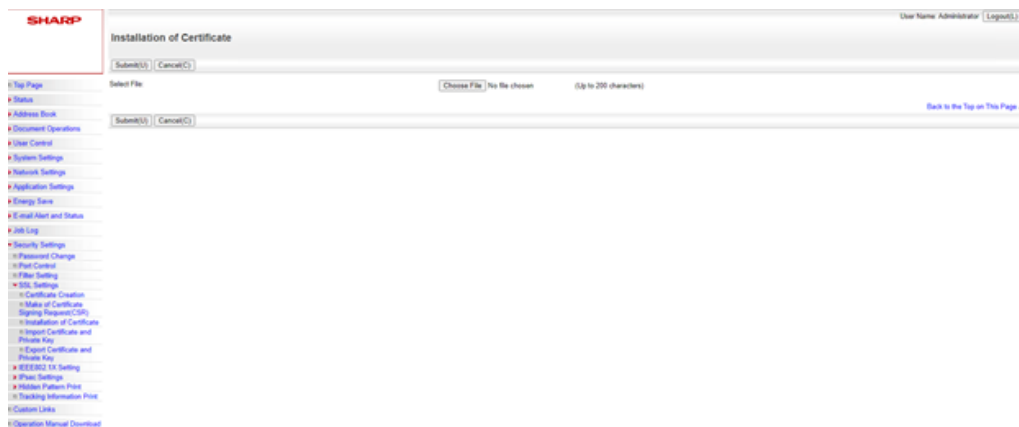 SHARP
User Name: Administrator Logout(L)
Installation of Certificate
Submit(U) Cancel(C)
Select File: Choose File No file chosen (Up to 200 characters)
Back to the Top on This Page
Submit(U) Cancel(C)
Top Page
Status
Address Book
Document Operations
User Control
System Settings
Network Settings
Application Settings
Energy Save
E-mail Alert and Status
Job Log
Security Settings
Password Change
Port Control
Filter Setting
SSL Settings
Certificate Creation
Make of Certificate
Signing Request(CSR)
Installation of Certificate
Import Certificate and
Private Key
Export Certificate and
Private Key
IEEE802.1X Setting
IPsec Settings
Hidden Pattern Print
Tracking Information Print
Custom Links
Operation Manual Download